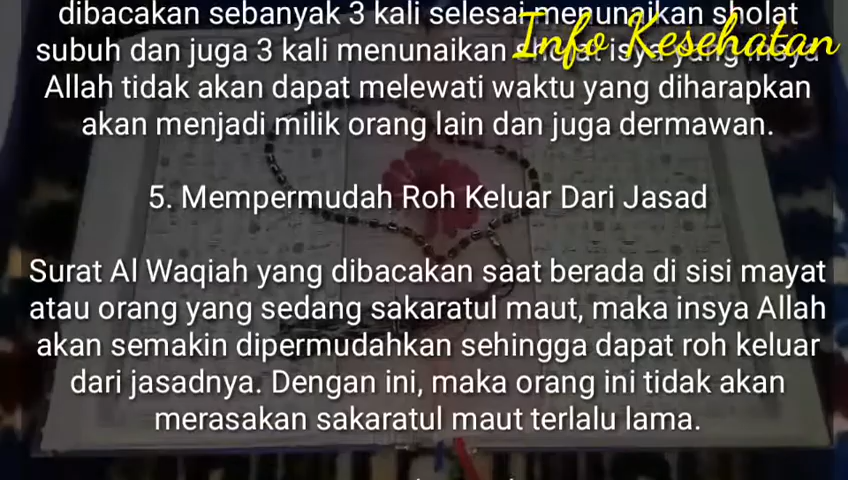 dibacakan sebanyak 3 kali selesai menunaikan sholat
Info Kesehatan
subuh dan juga 3 kali menunaikan sholat isya yang insya
Allah tidak akan dapat melewati waktu yang diharapkan
akan menjadi milik orang lain dan juga dermawan.
5. Mempermudah Roh Keluar Dari Jasad
Surat Al Waqiah yang dibacakan saat berada di sisi mayat
atau orang yang sedang sakaratul maut, maka insya Allah
akan semakin dipermudahkan sehingga dapat roh keluar
dari jasadnya. Dengan ini, maka orang ini tidak akan
merasakan sakaratul maut terlalu lama.